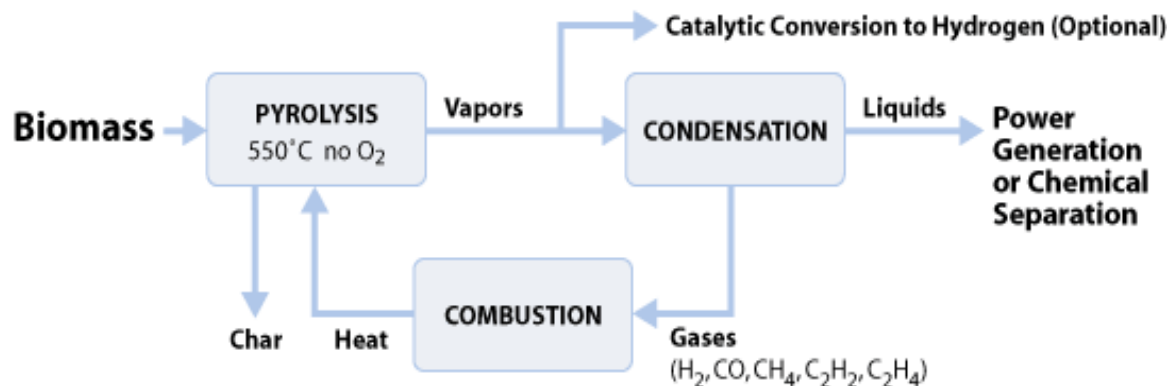 Catalytic Conversion to Hydrogen (Optional)
Biomass
PYROLYSIS
550˚C no O₂
Vapors
CONDENSATION
Liquids
Power
Generation
or Chemical
Separation
Char
Heat
COMBUSTION
Gases
(H₂, CO, CH₄, C₂H₂, C₂H₄)